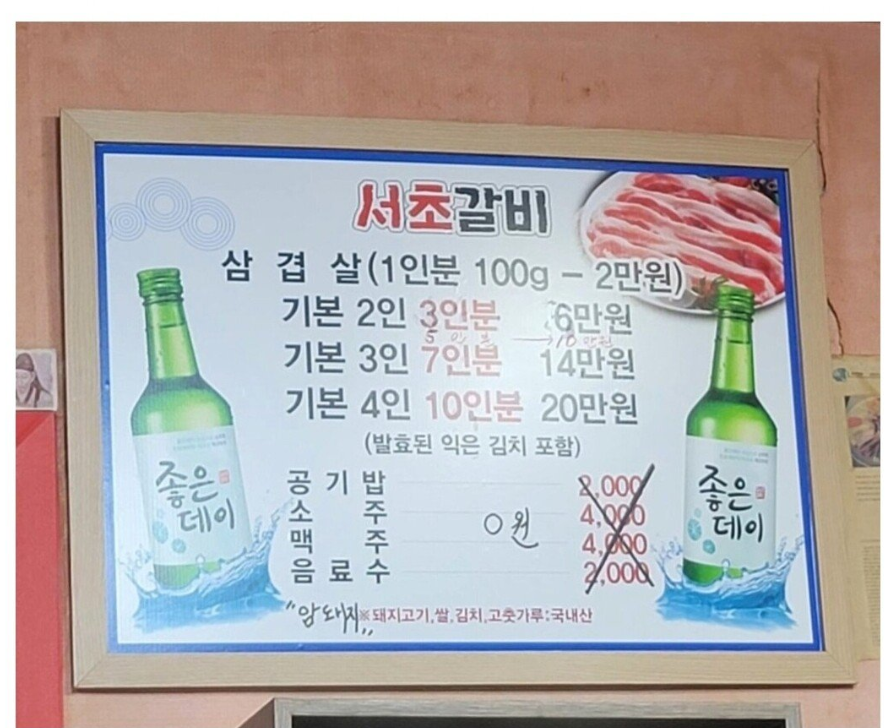 서초갈비
삼 겹 살(1인분 100g - 2만원)
기본 2인 3인분 6만원
5 인분 → 10만원
기본 3인 7인분 14만원
기본 4인 10인분 20만원
(발효된 익은 김치 포함)
공 기 밥 2,000
소 주 4,000
0원
맥 주 4,000
음 료 수 2,000
"암돼지" ※돼지고기,쌀,김치,고춧가루:국내산
좋은
데이
좋은
데이